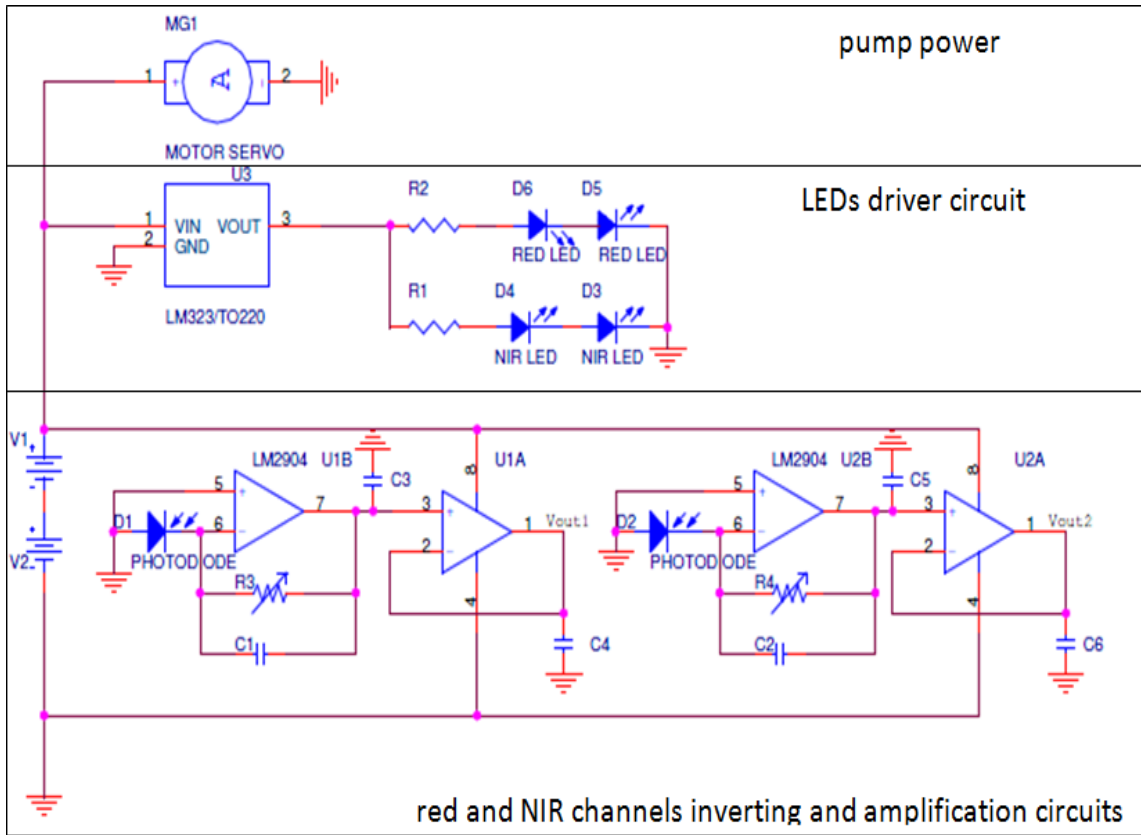 MG1
pump power
1 + A - 2
MOTOR SERVO
U3
LEDs driver circuit
1 VIN VOUT 3
2 GND
LM323/TO220
R2 D6 D5
RED LED RED LED
R1 D4 D3
NIR LED NIR LED
V1 + -
V2 -
LM2904 U1B C3 8 U1A
5 + 7 3 +
D1 6 - 2 - 1 Vout1
PHOTODIODE
R3 4
C1 C4
LM2904 U2B C5 8 U2A
5 + 7 3 +
D2 6 - 2 - 1 Vout2
PHOTODIODE
R4 4
C2 C6
red and NIR channels inverting and amplification circuits